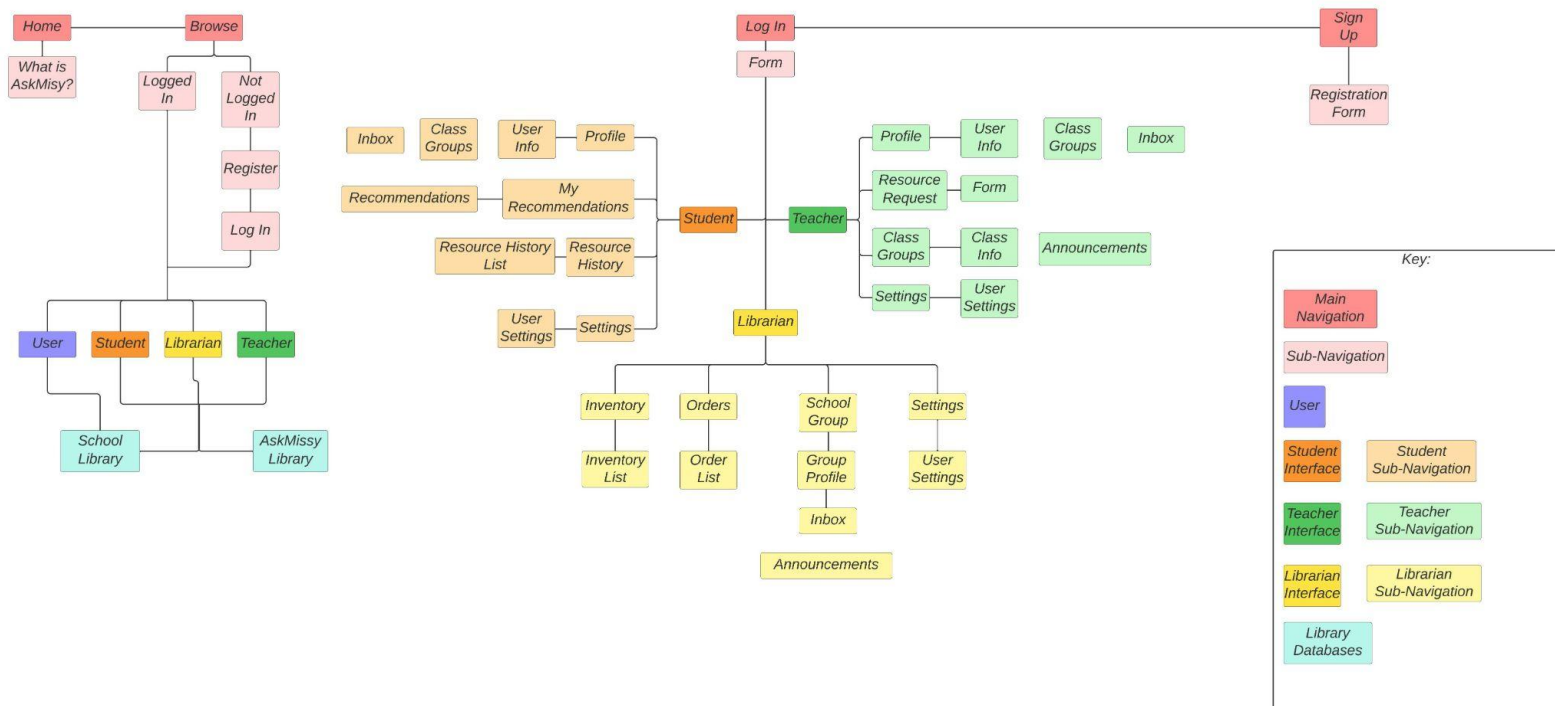 Home
Browse
Log In
Sign
Up
What is
AskMisy?
Logged
In
Not
Logged
In
Form
Registration
Form
Register
Log In
User
Student
Librarian
Teacher
School
Library
AskMissy
Library
Inbox
Class
Groups
User
Info
Profile
Recommendations
My
Recommendations
Resource History
List
Resource
History
User
Settings
Settings
Student
Teacher
Profile
User
Info
Class
Groups
Inbox
Resource
Request
Form
Class
Groups
Class
Info
Announcements
Settings
User
Settings
Librarian
Inventory
Orders
School
Group
Settings
Inventory
List
Order
List
Group
Profile
User
Settings
Inbox
Announcements
Key:
Main
Navigation
Sub-Navigation
User
Student
Interface
Student
Sub-Navigation
Teacher
Interface
Teacher
Sub-Navigation
Librarian
Interface
Librarian
Sub-Navigation
Library
Databases